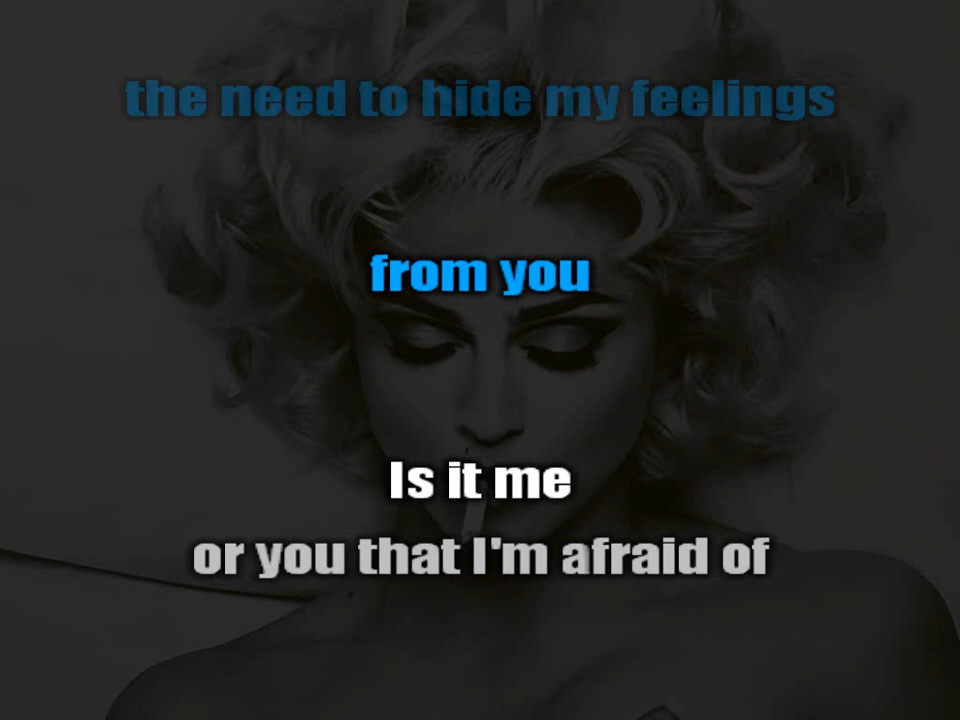 the need to hide my feelings
from you
Is it me
or you that I'm afraid of